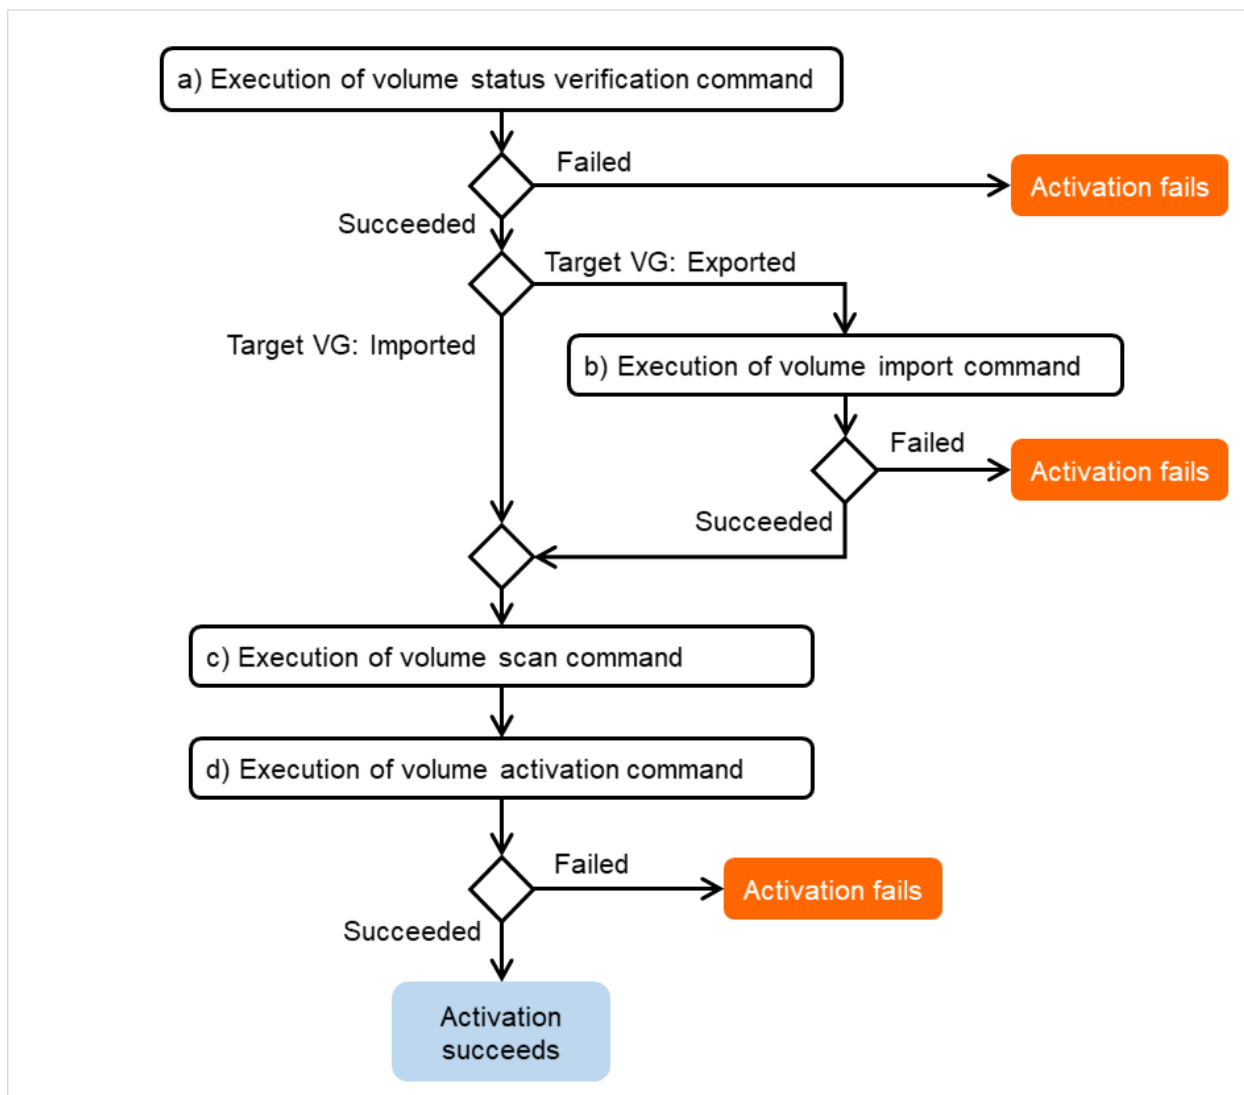 a) Execution of volume status verification command
Failed
Activation fails
Succeeded
Target VG: Exported
Target VG: Imported
b) Execution of volume import command
Failed
Activation fails
Succeeded
c) Execution of volume scan command
d) Execution of volume activation command
Failed
Activation fails
Succeeded
Activation
succeeds